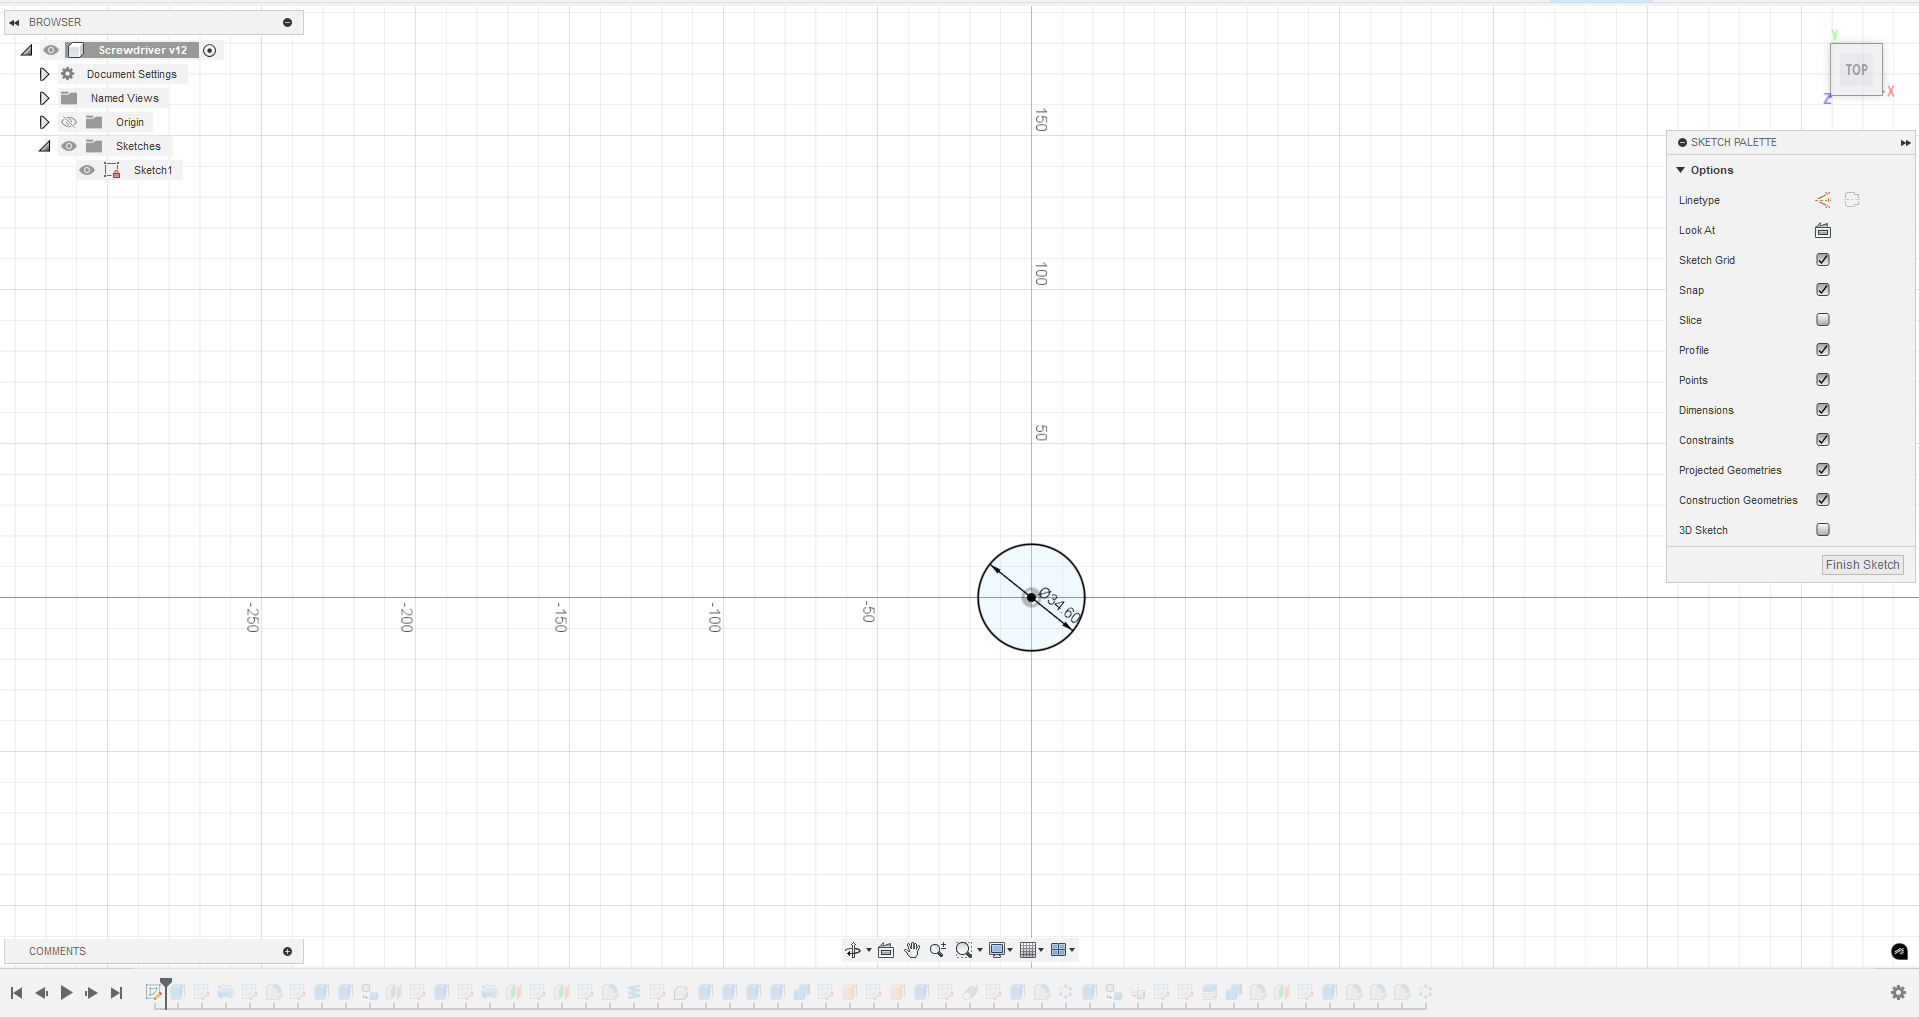 BROWSER
Screwdriver v12
Document Settings
Named Views
Origin
Sketches
Sketch1
150
100
50
-250
-200
-150
-100
-50
Ø34.60
Y
TOP
Z
X
SKETCH PALETTE
Options
Linetype
Look At
Sketch Grid
Snap
Slice
Profile
Points
Dimensions
Constraints
Projected Geometries
Construction Geometries
3D Sketch
Finish Sketch
COMMENTS